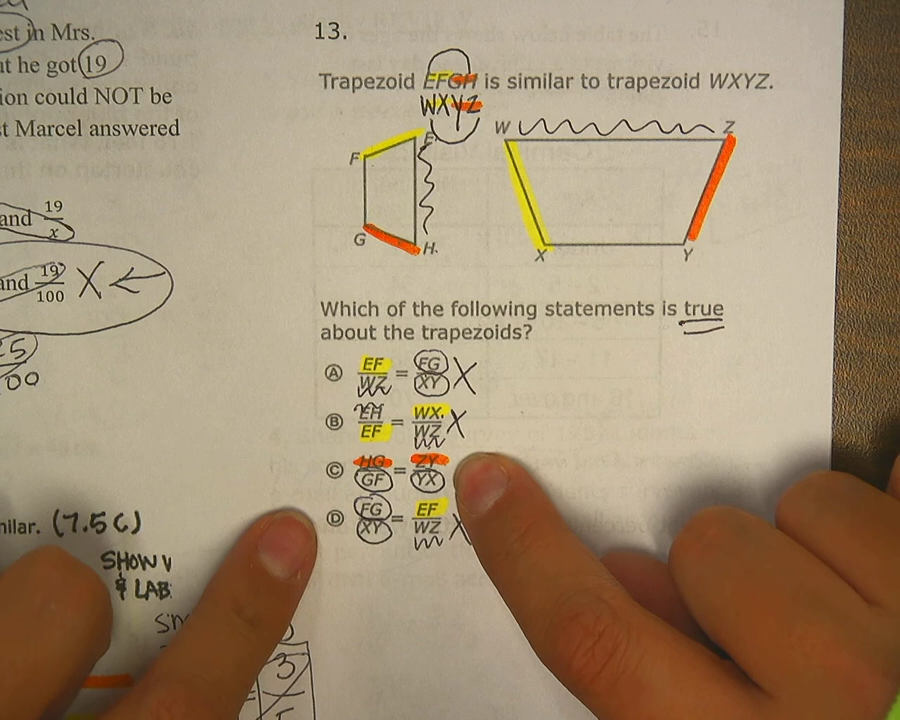 est in Mrs.
at he got 19
ion could NOT be
st Marcel answered
and 19/x
and 19/100 X ←
00
nilar. (7.5C)
SHOW
& LAB
3
13.
Trapezoid EFGH is similar to trapezoid WXYZ.
WXYZ
F E G H
W Z X Y
Which of the following statements is true
about the trapezoids?
A EF/WZ = FG/XY X
B EH/EF = WX/WZ X
C HG/GF = ZY/YX
D FG/XY = EF/WZ X